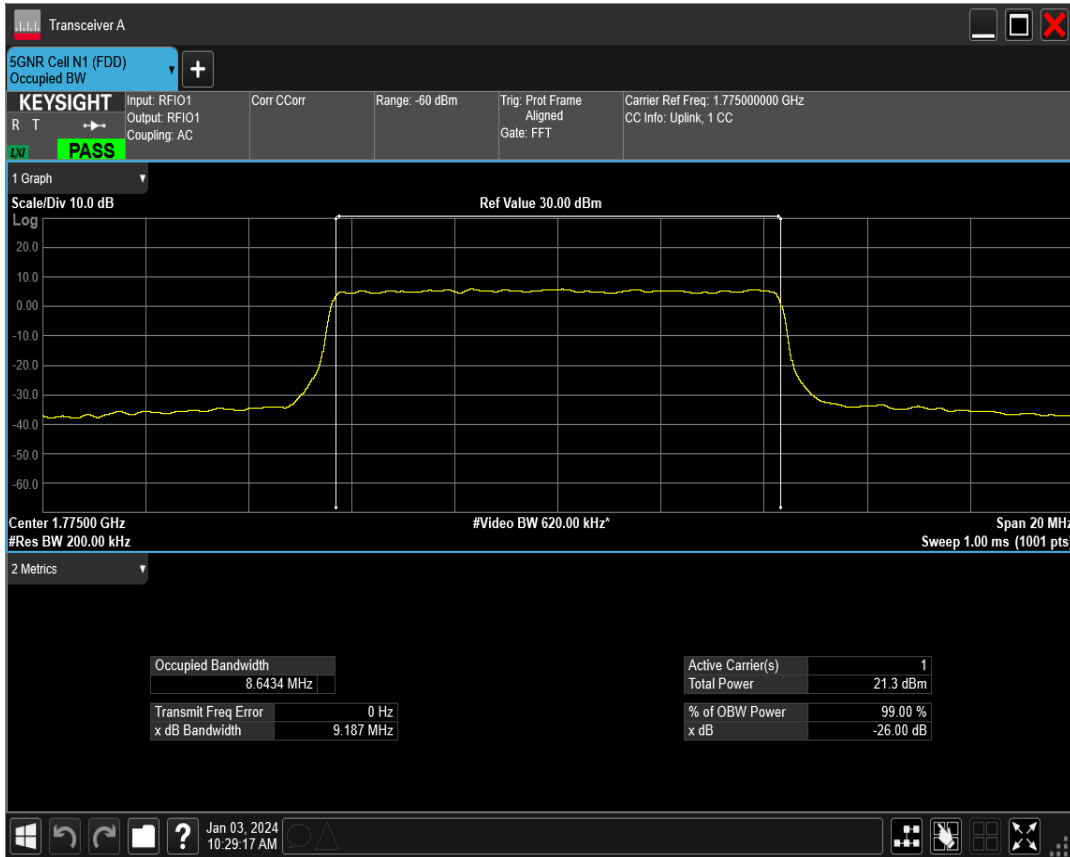 Transceiver A
5GNR Cell N1 (FDD)
Occupied BW
+
KEYSIGHT
R T
LXI
PASS
Input: RFIO1
Output: RFIO1
Coupling: AC
Corr CCorr
Range: -60 dBm
Trig: Prot Frame
Aligned
Gate: FFT
Carrier Ref Freq: 1.775000000 GHz
CC Info: Uplink, 1 CC
1 Graph
Scale/Div 10.0 dB
Ref Value 30.00 dBm
Log
20.0
10.0
0.00
-10.0
-20.0
-30.0
-40.0
-50.0
-60.0
Center 1.77500 GHz
#Video BW 620.00 kHz*
Span 20 MHz
#Res BW 200.00 kHz
Sweep 1.00 ms (1001 pts)
2 Metrics
Occupied Bandwidth
8.6434 MHz
Transmit Freq Error 0 Hz
x dB Bandwidth 9.187 MHz
Active Carrier(s) 1
Total Power 21.3 dBm
% of OBW Power 99.00 %
x dB -26.00 dB
?
Jan 03, 2024
10:29:17 AM